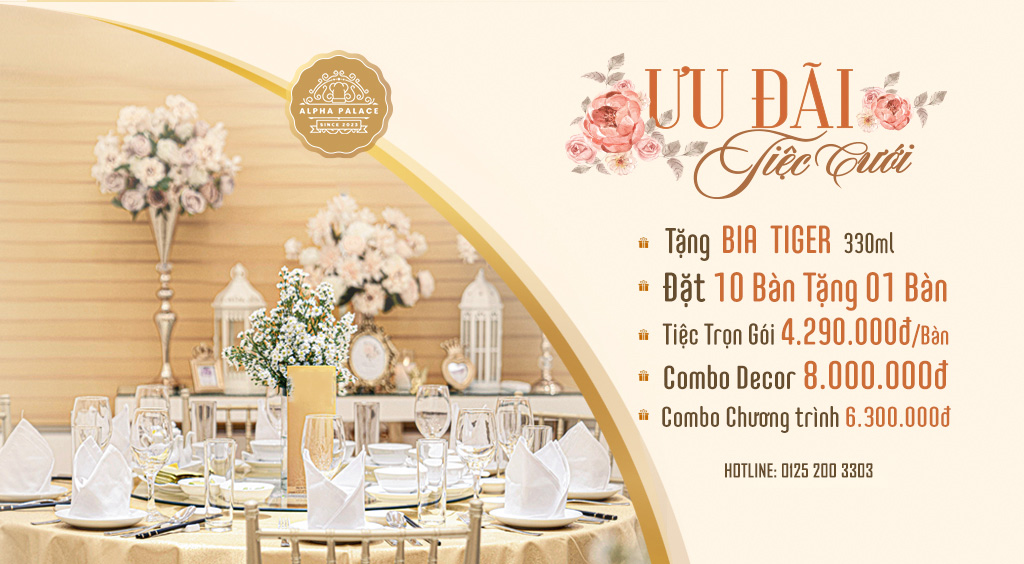 ALPHA PALACE
SINCE 2023
ƯU ĐÃI
Tiệc Cưới
Tặng BIA TIGER 330ml
Đặt 10 Bàn Tặng 01 Bàn
Tiệc Trọn Gói 4.290.000đ/Bàn
Combo Decor 8.000.000đ
Combo Chương trình 6.300.000đ
HOTLINE: 0125 200 3303